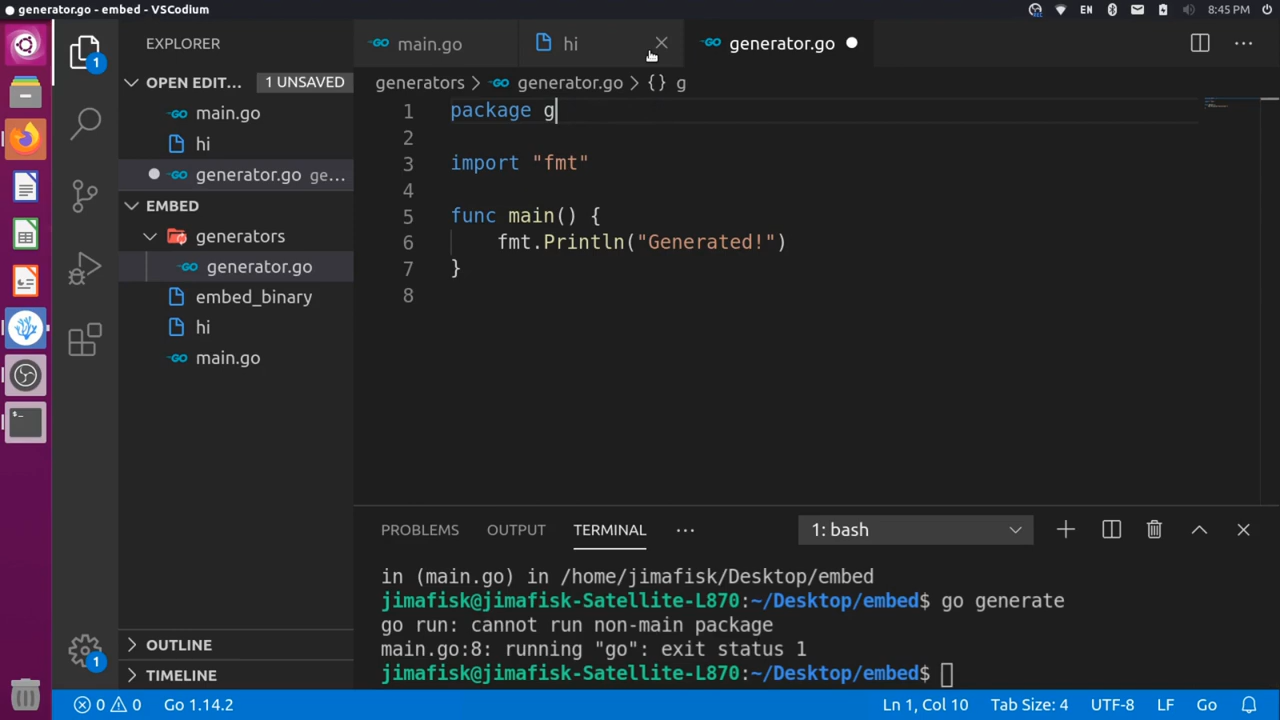 generator.go - embed - VSCodium
EN
8:45 PM
EXPLORER
OPEN EDIT...
1 UNSAVED
main.go
hi
generator.go ge...
EMBED
generators
generator.go
embed_binary
hi
main.go
OUTLINE
TIMELINE
1
1
main.go
hi
generator.go
generators > generator.go > {} g
1 package g
2
3 import "fmt"
4
5 func main() {
6 fmt.Println("Generated!")
7 }
8
PROBLEMS OUTPUT TERMINAL ... 1: bash
in (main.go) in /home/jimafisk/Desktop/embed
jimafisk@jimafisk-Satellite-L870:~/Desktop/embed$ go generate
go run: cannot run non-main package
main.go:8: running "go": exit status 1
jimafisk@jimafisk-Satellite-L870:~/Desktop/embed$
0 0 Go 1.14.2 Ln 1, Col 10 Tab Size: 4 UTF-8 LF Go